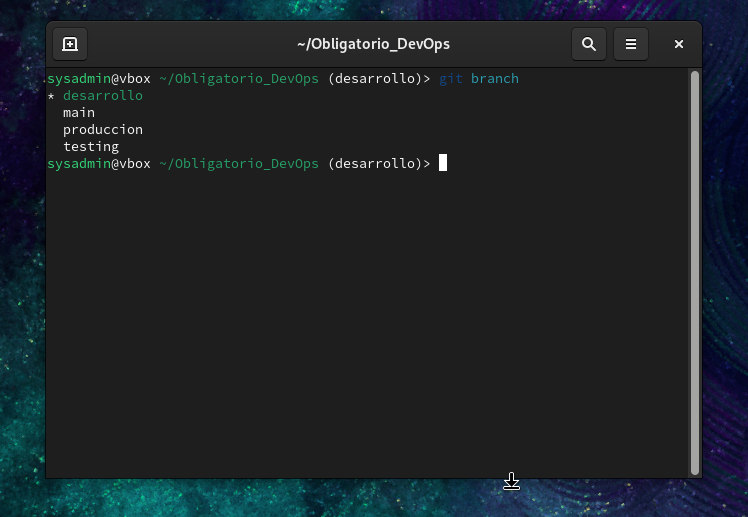 ~/Obligatorio_DevOps
sysadmin@vbox ~/Obligatorio_DevOps (desarrollo)> git branch
* desarrollo
  main
  produccion
  testing
sysadmin@vbox ~/Obligatorio_DevOps (desarrollo)>